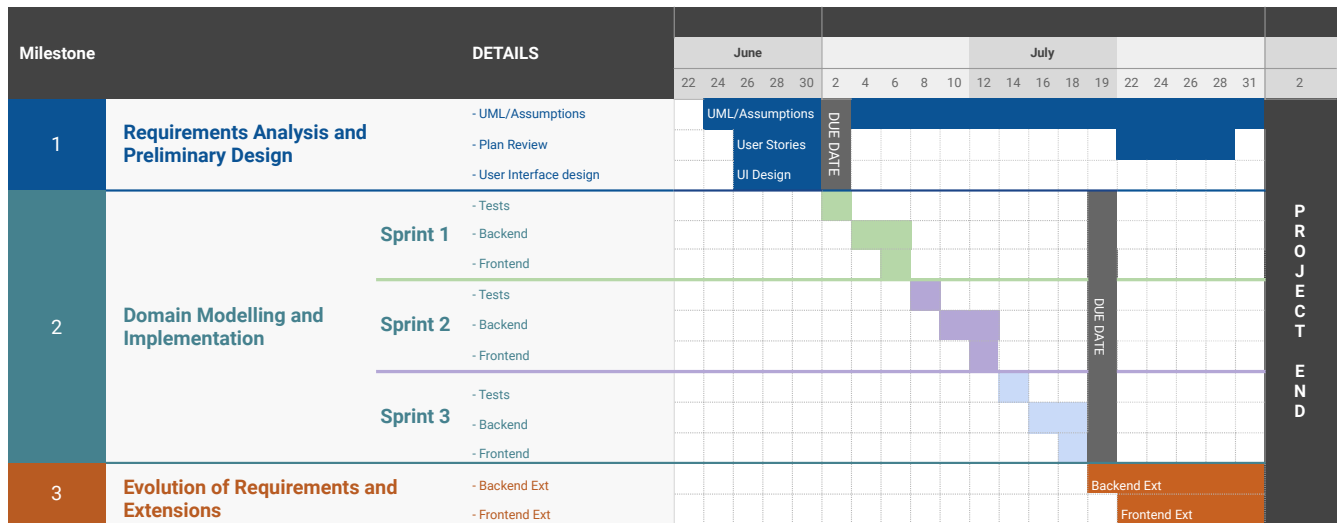 Milestone DETAILS June July
22 24 26 28 30 2 4 6 8 10 12 14 16 18 19 22 24 26 28 31 2
1
Requirements Analysis and
Preliminary Design
- UML/Assumptions
- Plan Review
- User Interface design
UML/Assumptions
User Stories
UI Design
DUE DATE
2
Domain Modelling and
Implementation
Sprint 1
- Tests
- Backend
- Frontend
Sprint 2
- Tests
- Backend
- Frontend
Sprint 3
- Tests
- Backend
- Frontend
DUE DATE
3
Evolution of Requirements and
Extensions
- Backend Ext
- Frontend Ext
Backend Ext
Frontend Ext
PROJECT END